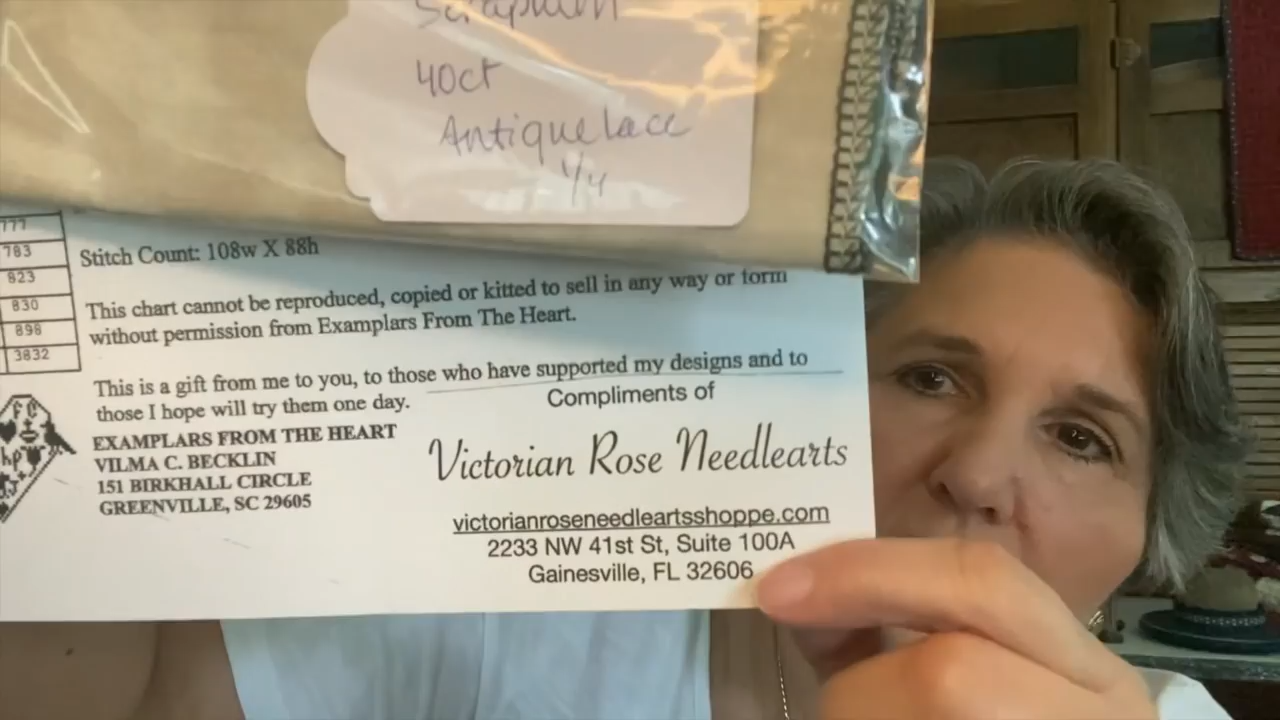 Seraphim
40ct
Antique lace
1/4
777
783
823
830
898
3832
Stitch Count: 108w X 88h
This chart cannot be reproduced, copied or kitted to sell in any way or form
without permission from Examplars From The Heart.
This is a gift from me to you, to those who have supported my designs and to
those I hope will try them one day.
EXAMPLARS FROM THE HEART
VILMA C. BECKLIN
151 BIRKHALL CIRCLE
GREENVILLE, SC 29605
Compliments of
Victorian Rose Needlearts
victorianroseneedleartsshoppe.com
2233 NW 41st St, Suite 100A
Gainesville, FL 32606